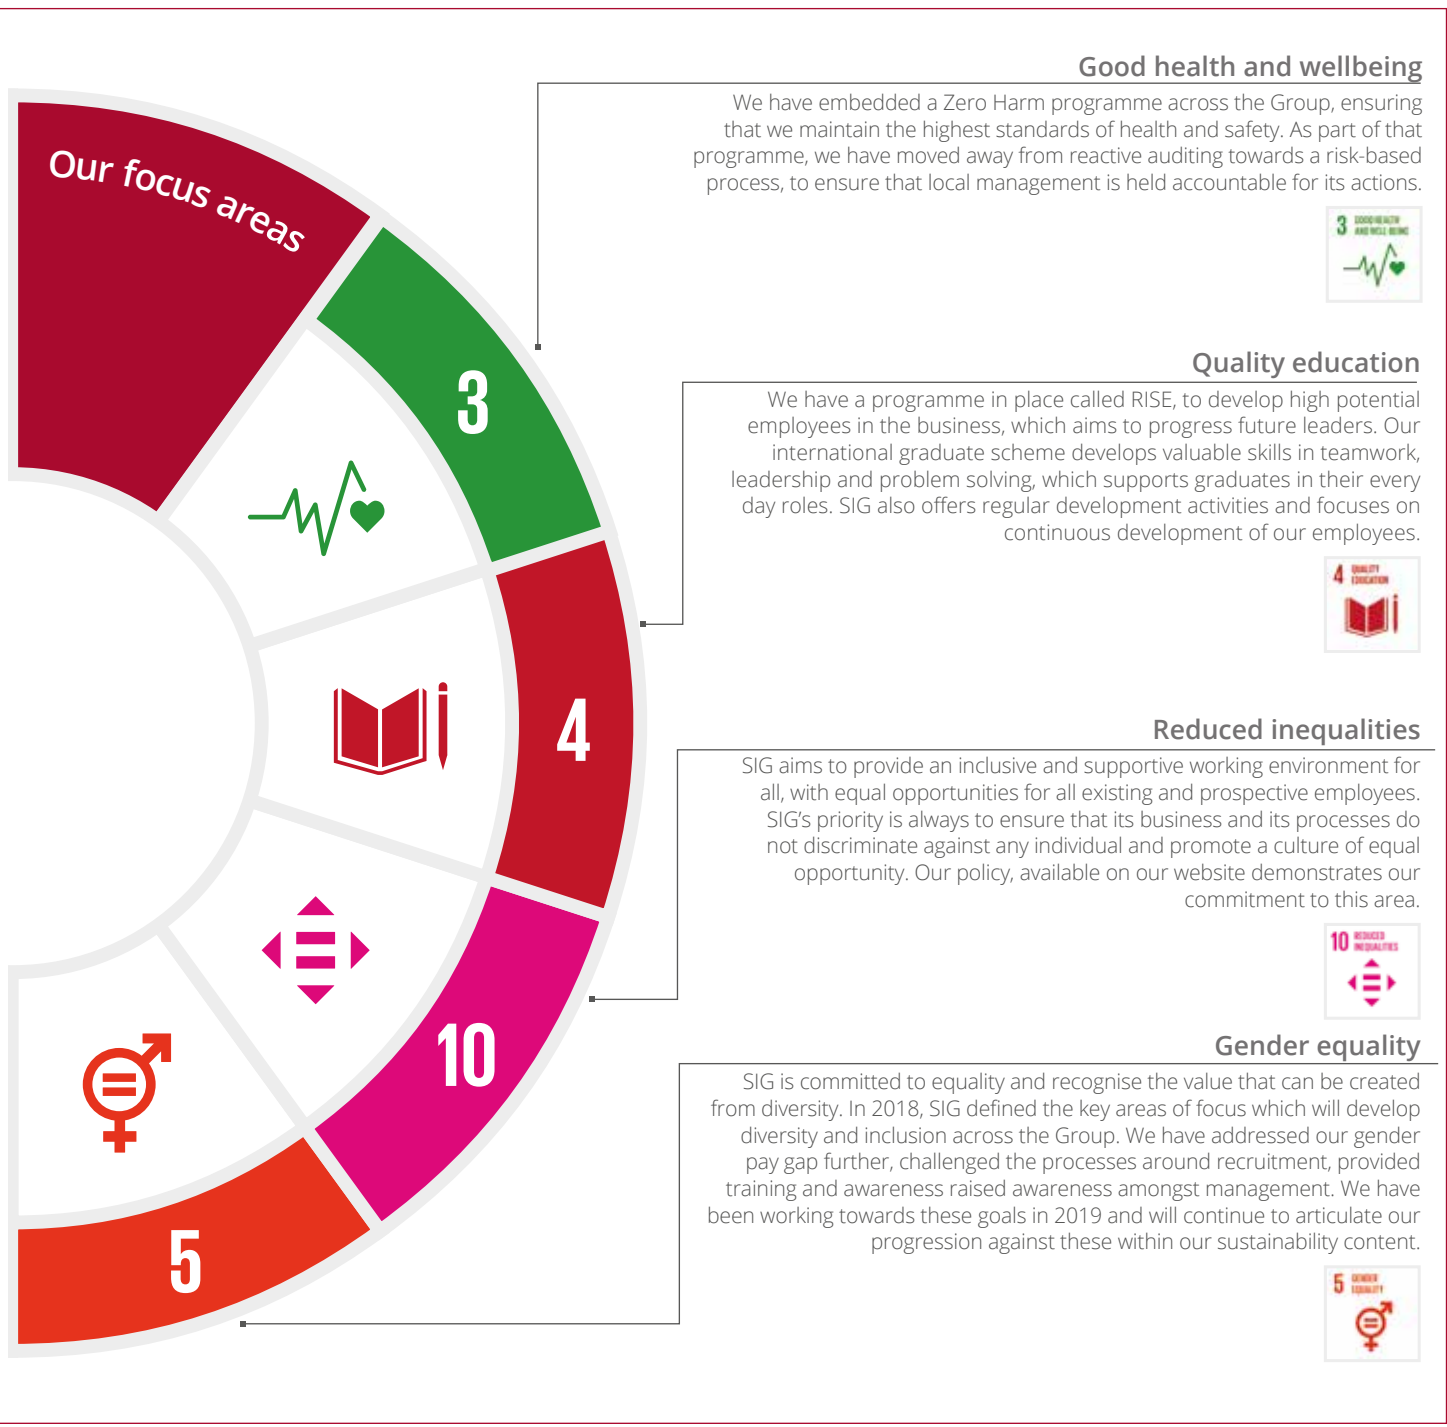 Our focus areas
3
4
10
5
Good health and wellbeing
We have embedded a Zero Harm programme across the Group, ensuring
that we maintain the highest standards of health and safety. As part of that
programme, we have moved away from reactive auditing towards a risk-based
process, to ensure that local management is held accountable for its actions.
3 GOOD HEALTH
AND WELL-BEING
Quality education
We have a programme in place called RISE, to develop high potential
employees in the business, which aims to progress future leaders. Our
international graduate scheme develops valuable skills in teamwork,
leadership and problem solving, which supports graduates in their every
day roles. SIG also offers regular development activities and focuses on
continuous development of our employees.
4 QUALITY
EDUCATION
Reduced inequalities
SIG aims to provide an inclusive and supportive working environment for
all, with equal opportunities for all existing and prospective employees.
SIG’s priority is always to ensure that its business and its processes do
not discriminate against any individual and promote a culture of equal
opportunity. Our policy, available on our website demonstrates our
commitment to this area.
10 REDUCED
INEQUALITIES
Gender equality
SIG is committed to equality and recognise the value that can be created
from diversity. In 2018, SIG defined the key areas of focus which will develop
diversity and inclusion across the Group. We have addressed our gender
pay gap further, challenged the processes around recruitment, provided
training and awareness raised awareness amongst management. We have
been working towards these goals in 2019 and will continue to articulate our
progression against these within our sustainability content.
5 GENDER
EQUALITY